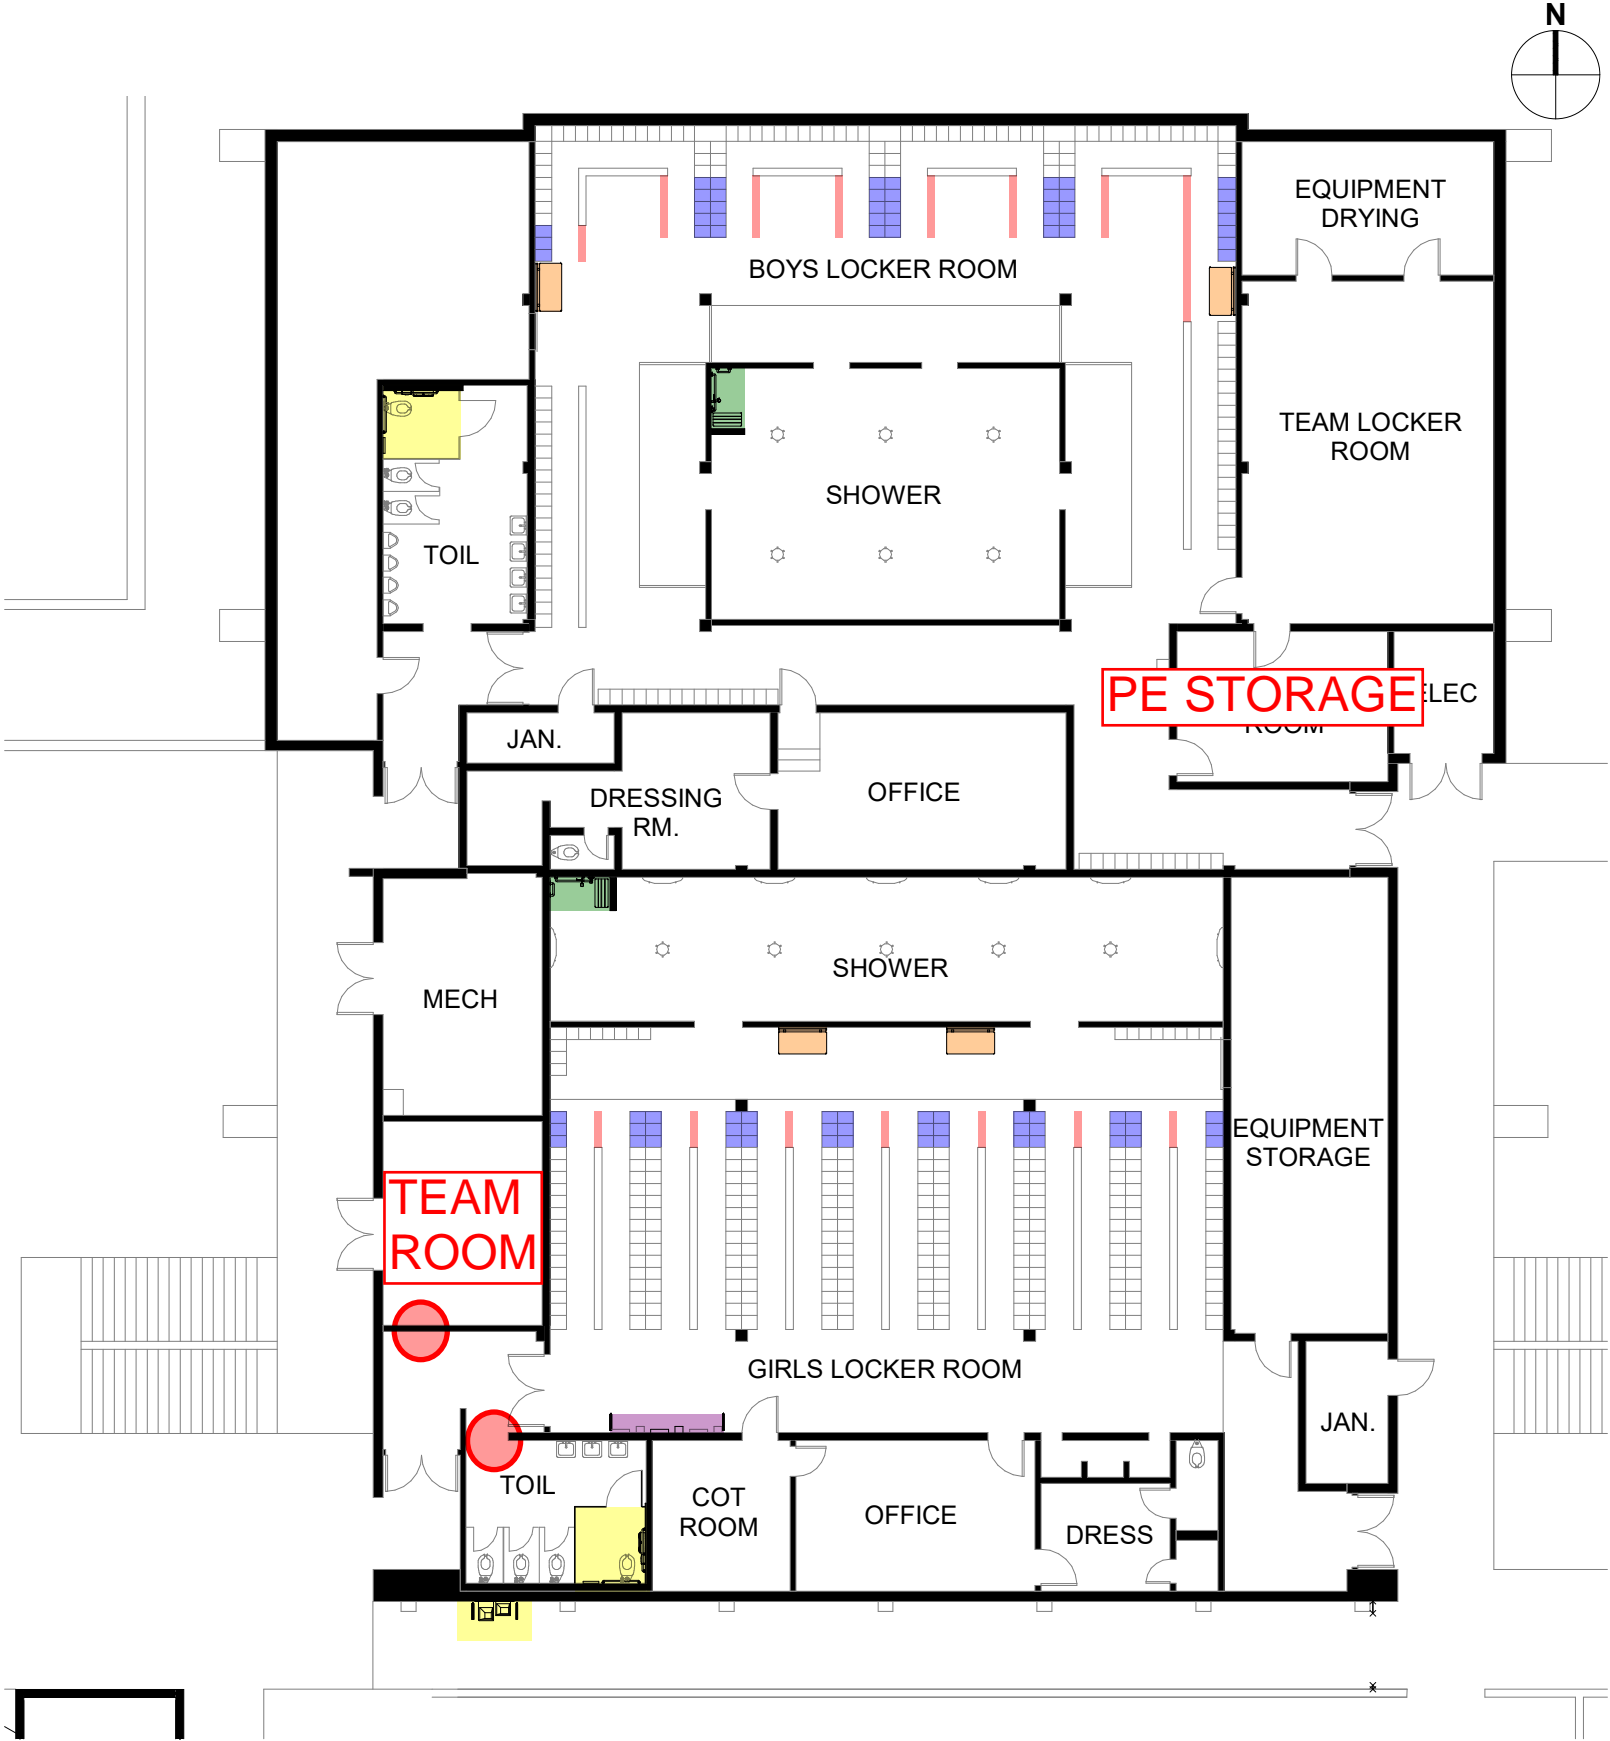 N
EQUIPMENT
DRYING
BOYS LOCKER ROOM
TEAM LOCKER
ROOM
SHOWER
TOIL
PE STORAGE
ELEC
ROOM
JAN.
DRESSING
RM.
OFFICE
SHOWER
MECH
EQUIPMENT
STORAGE
TEAM
ROOM
GIRLS LOCKER ROOM
JAN.
TOIL
COT
ROOM
OFFICE
DRESS